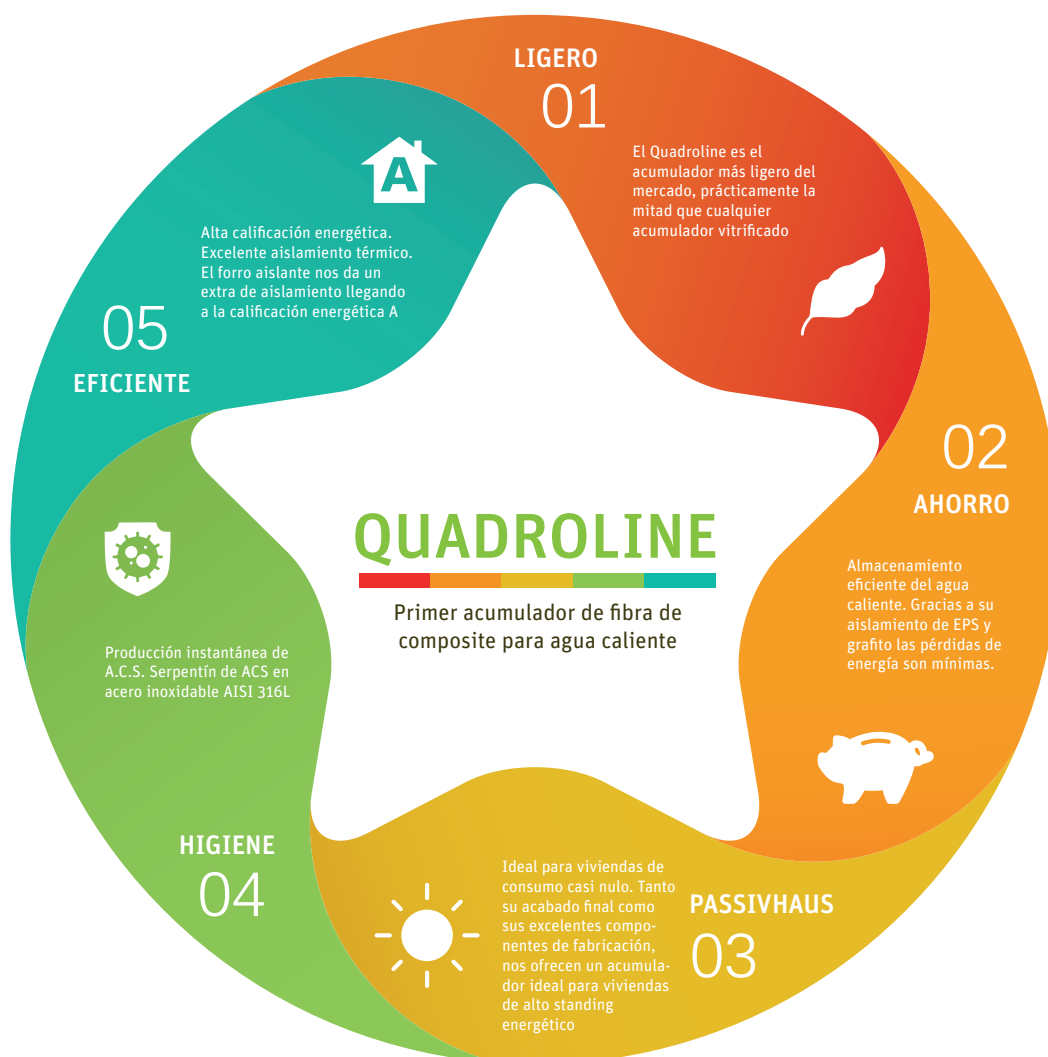 LIGERO
01
El Quadroline es el
acumulador más ligero del
mercado, prácticamente la
mitad que cualquier
acumulador vitrificado
02
AHORRO
Almacenamiento
eficiente del agua
caliente. Gracias a su
aislamiento de EPS y
grafito las pérdidas de
energía son mínimas.
PASSIVHAUS
03
Ideal para viviendas de
consumo casi nulo. Tanto
su acabado final como
sus excelentes compo-
nentes de fabricación,
nos ofrecen un acumula-
dor ideal para viviendas
de alto standing
energético
HIGIENE
04
Producción instantánea de
A.C.S. Serpentín de ACS en
acero inoxidable AISI 316L
05
EFICIENTE
A
Alta calificación energética.
Excelente aislamiento térmico.
El forro aislante nos da un
extra de aislamiento llegando
a la calificación energética A
QUADROLINE
Primer acumulador de fibra de
composite para agua caliente